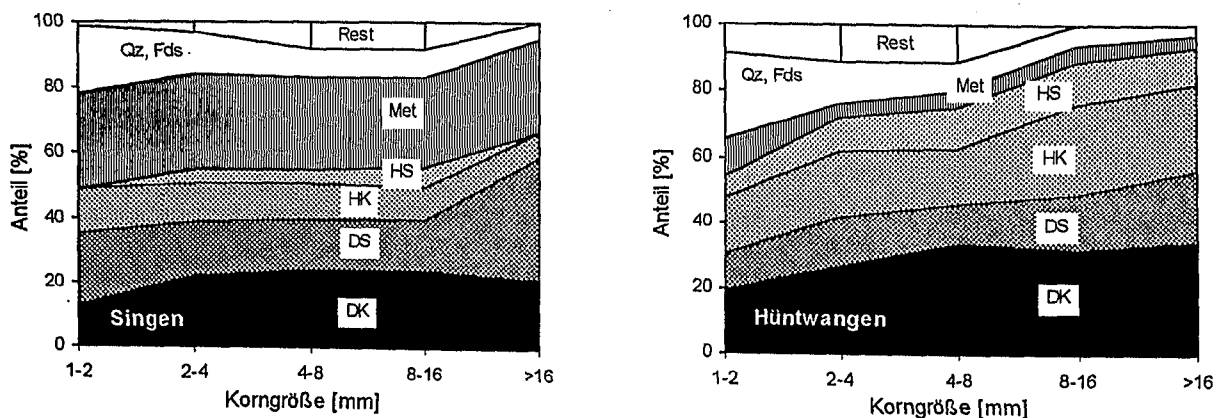 100
80
60
40
20
0
Anteil [%]
Rest
Qz, Fds
Met
HS
HK
DS
DK
Singen
1-2
2-4
4-8
8-16
>16
Korngröße [mm]
100
80
60
40
20
0
Anteil [%]
Rest
Qz, Fds
Met
HS
HK
DS
DK
Hüntwangen
1-2
2-4
4-8
8-16
>16
Korngröße [mm]